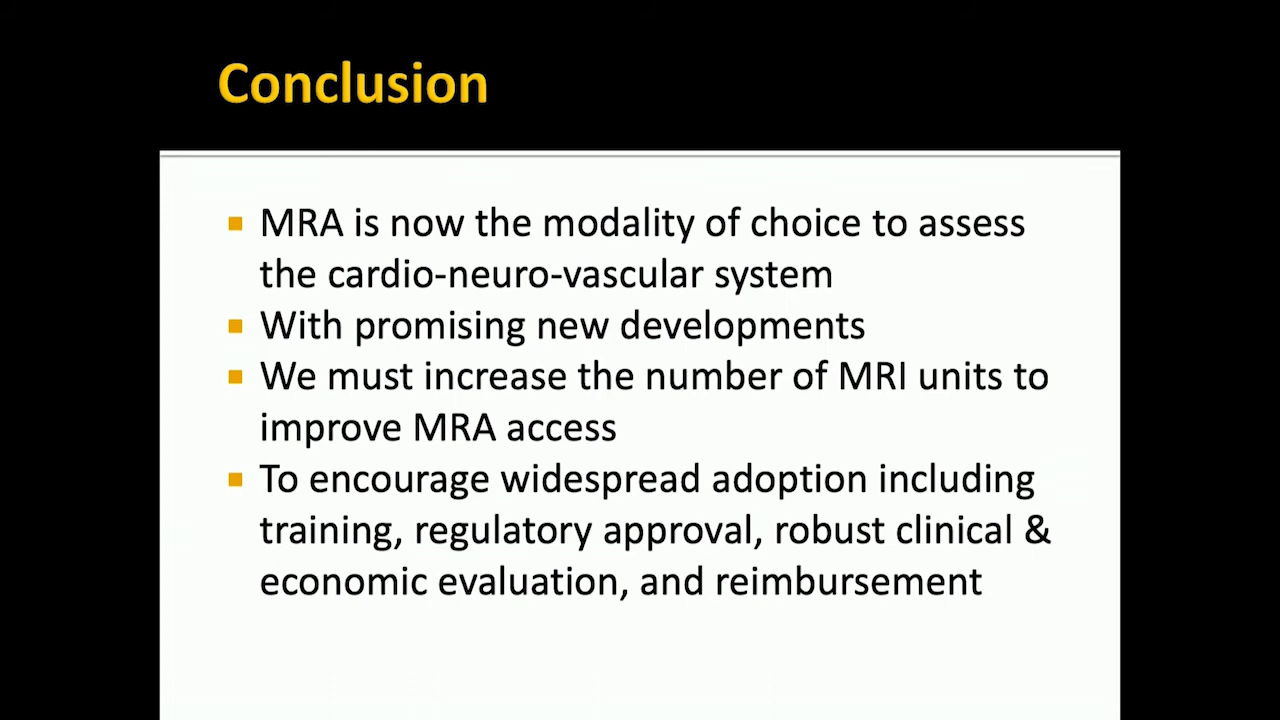 Conclusion
MRA is now the modality of choice to assess
the cardio-neuro-vascular system
With promising new developments
We must increase the number of MRI units to
improve MRA access
To encourage widespread adoption including
training, regulatory approval, robust clinical &
economic evaluation, and reimbursement